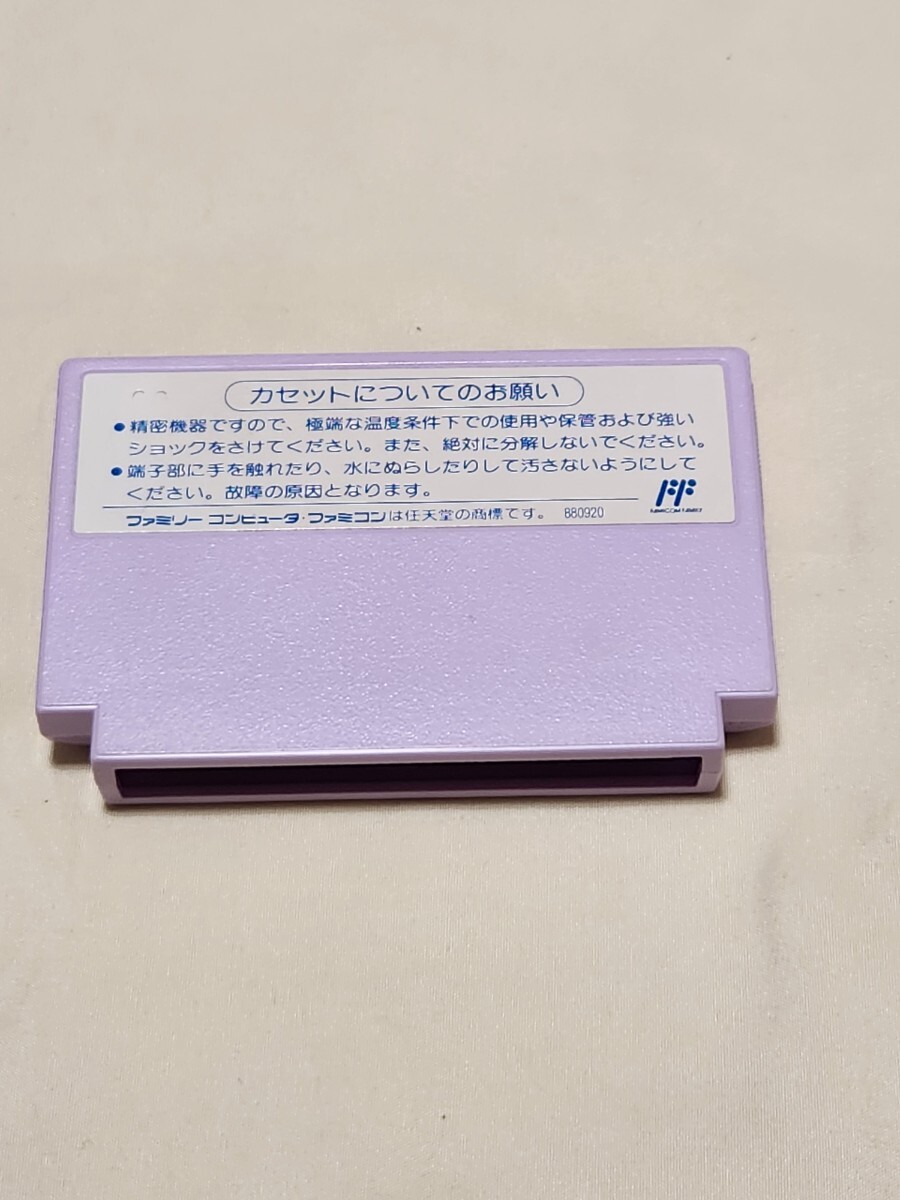 カセットについてのお願い
●精密機器ですので、極端な温度条件下での使用や保管および強い
ショックをさけてください。また、絶対に分解しないでください。
●端子部に手を触れたり、水にぬらしたりして汚さないようにして
ください。故障の原因となります。
ファミリー コンピュータ・ファミコンは任天堂の商標です。 880920
FAMICOM FAMILY